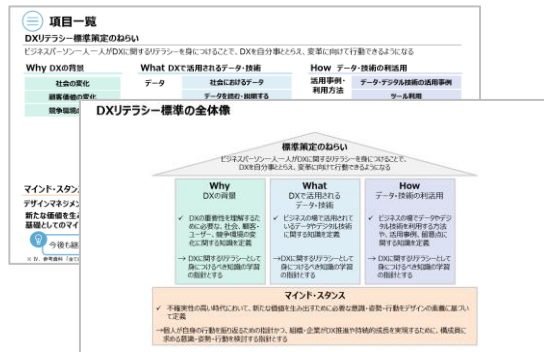 項目一覧
DXリテラシー標準策定のねらい
ビジネスパーソン一人一人がDXに関するリテラシーを身につけることで、DXを自分事ととらえ、変革に向けて行動できるようになる
Why DXの背景
What DXで活用されるデータ・技術
How データ・技術の利活用
社会の変化
データ
社会におけるデータ
活用事例・利用方法
データ・デジタル技術の活用事例
顧客価値の変化
データを読む・説明する
ツール利用
競争環境の
マインド・スタン
デザインマネジメン
新たな価値を生み
基礎としてのマイ
今後も継
DXリテラシー標準の全体像
標準策定のねらい
ビジネスパーソン一人一人がDXに関するリテラシーを身につけることで、
DXを自分事ととらえ、変革に向けて行動できるようになる
Why
DXの背景
✓ DXの重要性を理解するために必要な、社会、顧客・ユーザー、競争環境の変化に関する知識を定義
→ DXに関するリテラシーとして身につけるべき知識の学習の指針とする
What
DXで活用される
データ・技術
✓ ビジネスの場で活用されているデータやデジタル技術に関する知識を定義
→ DXに関するリテラシーとして身につけるべき知識の学習の指針とする
How
データ・技術の利活用
✓ ビジネスの場でデータやデジタル技術を利用する方法や、活用事例、留意点に関する知識を定義
→ DXに関するリテラシーとして身につけるべき知識の学習の指針とする
マインド・スタンス
✓ 不確実性の高い時代において、新たな価値を生み出すために必要な意識・姿勢・行動をデザインの画面に基づいて定義
→個人が自身の行動を振り返るための指針かつ、組織・企業がDX推進や持続的成長を実現するために、構成員に求める意識・姿勢・行動を検討する指針とする